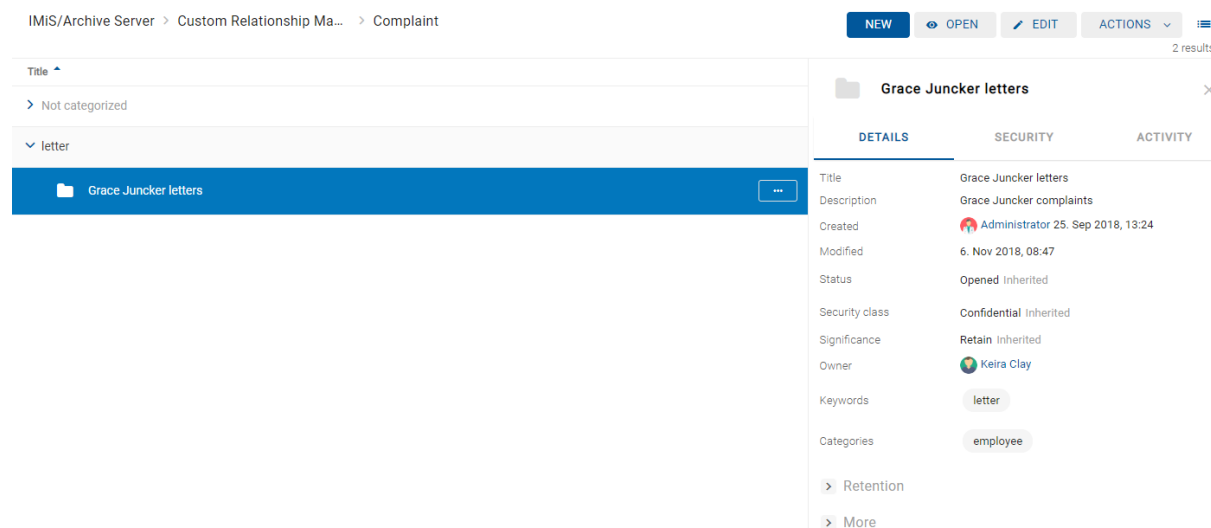 IMiS/Archive Server > Custom Relationship Ma... > Complaint
NEW
OPEN
EDIT
ACTIONS
2 results
Title
Not categorized
letter
Grace Juncker letters
...
Grace Juncker letters
DETAILS
SECURITY
ACTIVITY
Title Grace Juncker letters
Description Grace Juncker complaints
Created Administrator 25. Sep 2018, 13:24
Modified 6. Nov 2018, 08:47
Status Opened Inherited
Security class Confidential Inherited
Significance Retain Inherited
Owner Keira Clay
Keywords letter
Categories employee
Retention
More